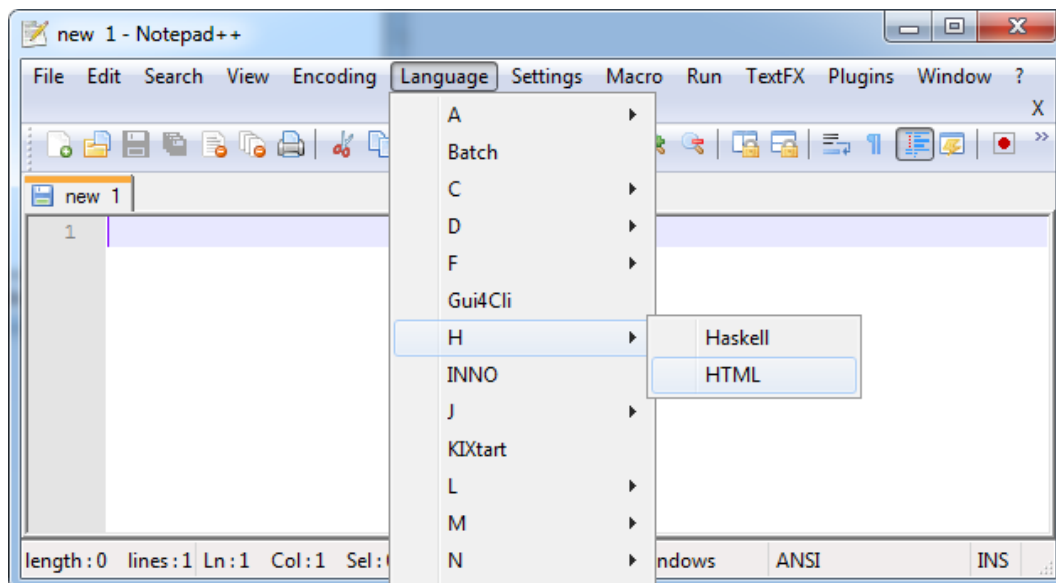 new 1 - Notepad++
File Edit Search View Encoding Language Settings Macro Run TextFX Plugins Window ?
X
new 1
1
A
Batch
C
D
F
Gui4Cli
H
Haskell
INNO
HTML
J
KIXtart
L
M
N
length:0 lines:1 Ln:1 Col:1 Sel: ndows ANSI INS